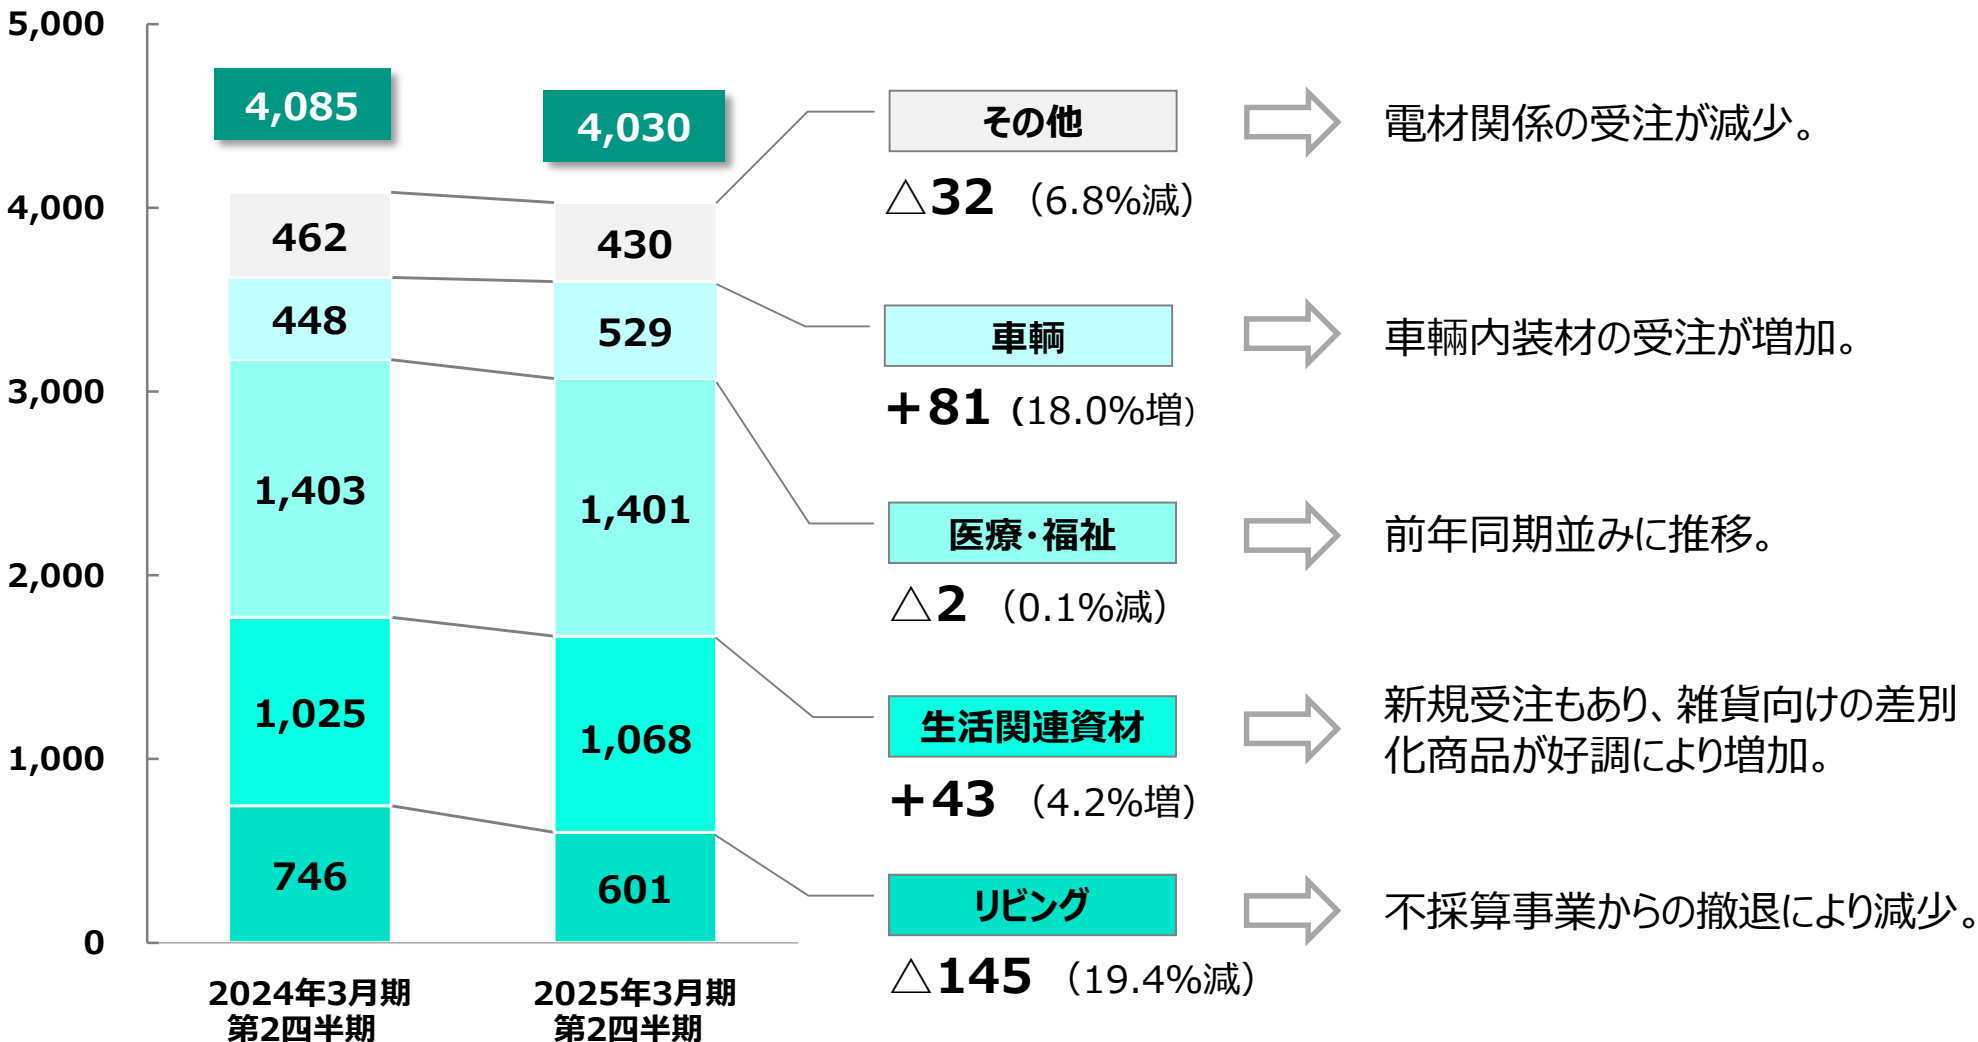 5,000
4,000
3,000
2,000
1,000
0
4,085
462
448
1,403
1,025
746
2024年3月期
第2四半期
4,030
430
529
1,401
1,068
601
2025年3月期
第2四半期
その他
△32 （6.8%減）
電材関係の受注が減少。
車輌
+81 (18.0%増）
車輛内装材の受注が増加。
医療・福祉
△2 （0.1%減）
前年同期並みに推移。
生活関連資材
+43 （4.2%増）
新規受注もあり、雑貨向けの差別
化商品が好調により増加。
リビング
△145 （19.4%減）
不採算事業からの撤退により減少。